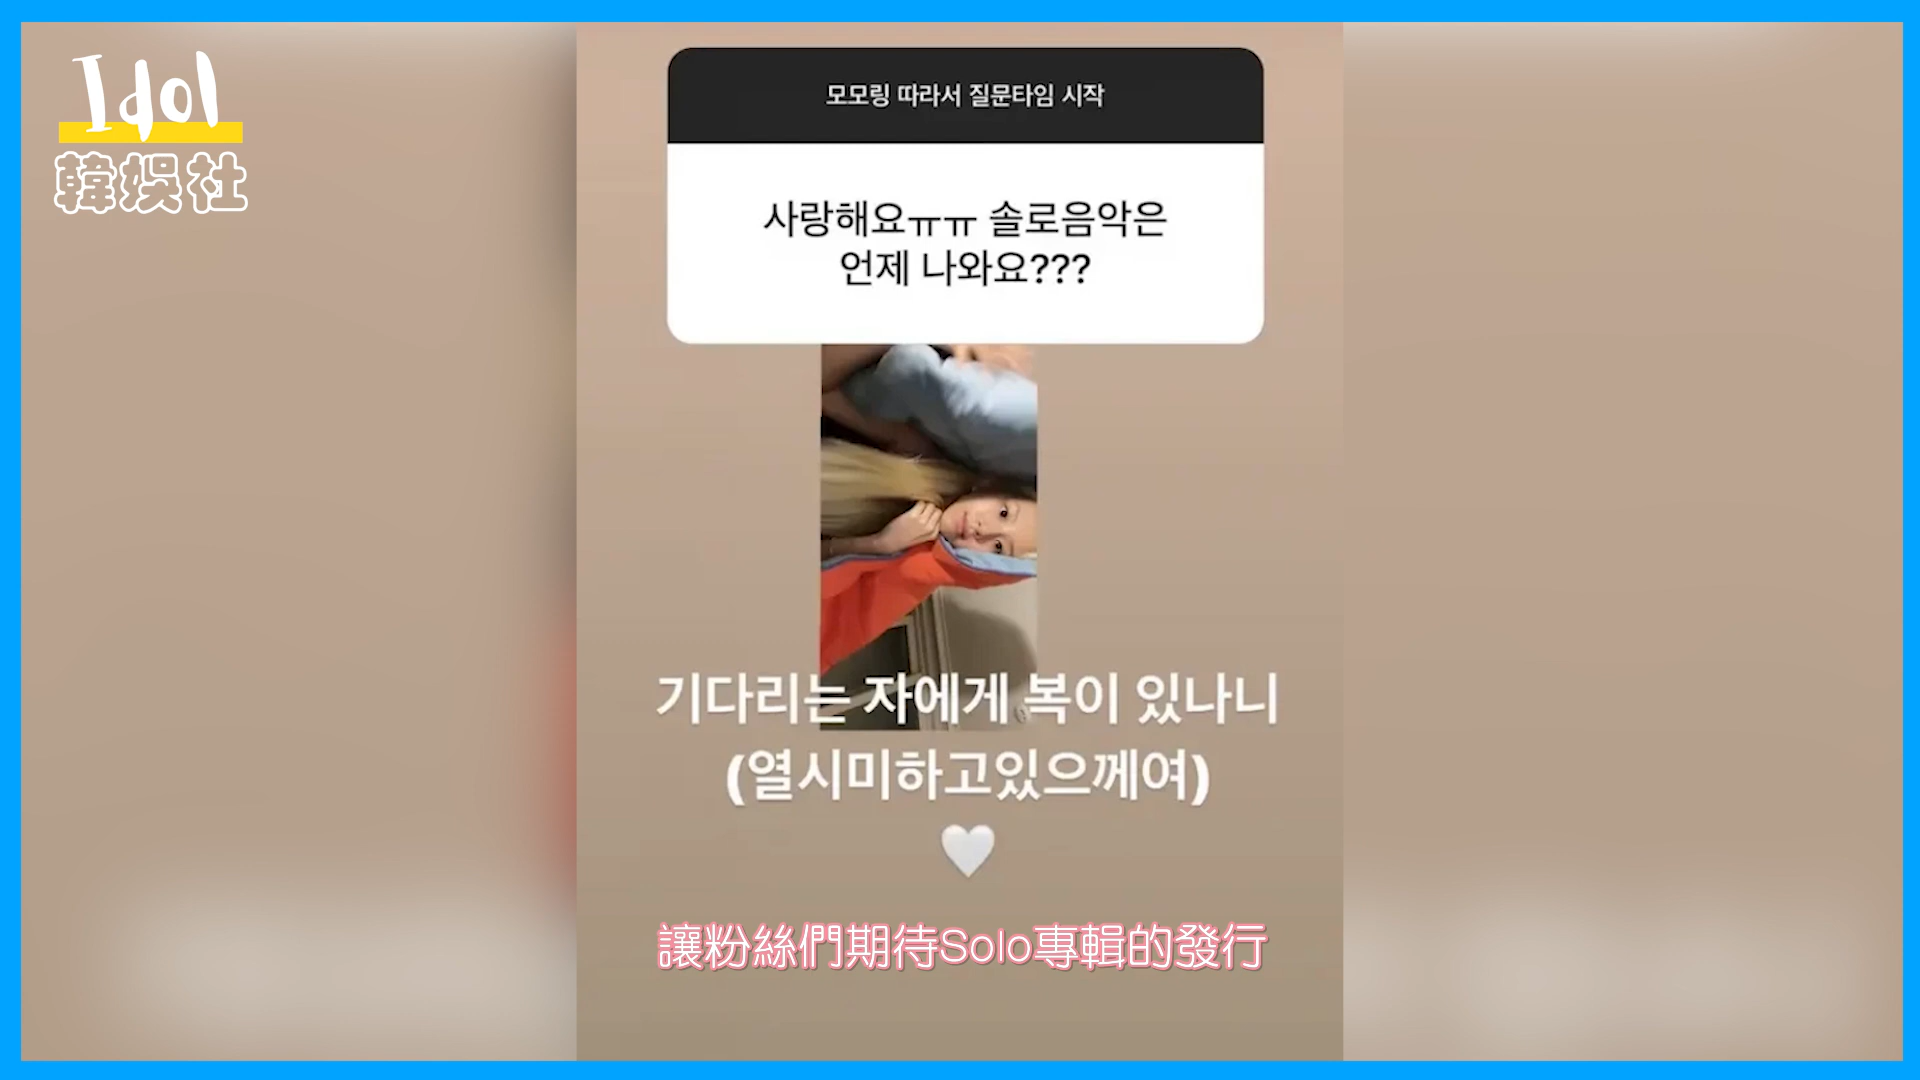 Idol
韓娛社
모모링 따라서 질문타임 시작
사랑해요ㅠㅠ 솔로음악은
언제 나와요???
기다리는 자에게 복이 있나니
(열시미하고있으께여)
讓粉絲們期待Solo專輯的發行